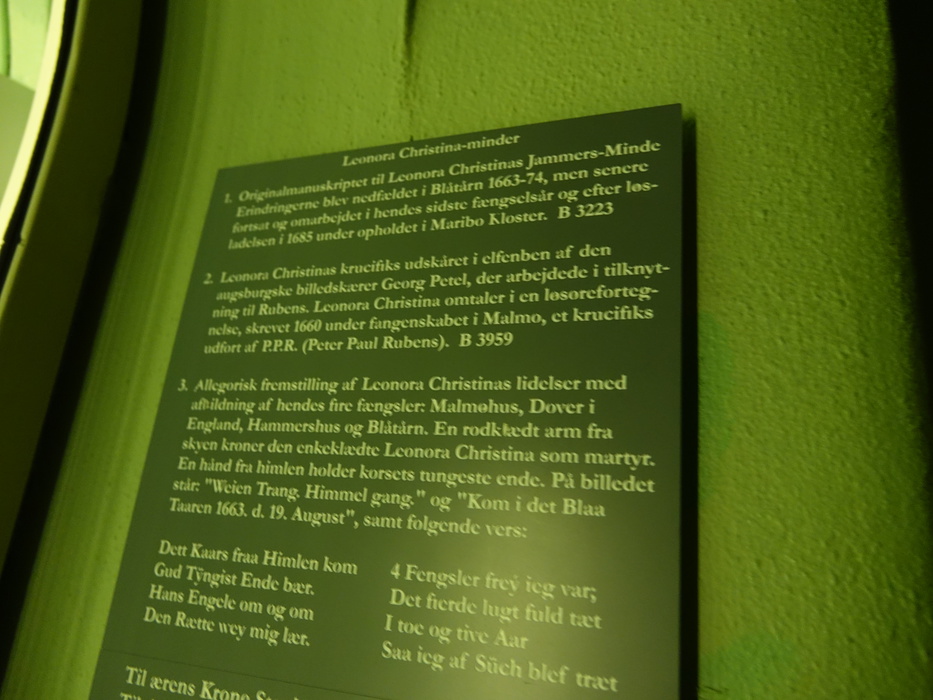 Leonora Christina-minder
1. Originalmanuskriptet til Leonora Christinas Jammers-Minde
Erindringerne blev nedfældet i Blåtårn 1663-74, men senere
fortsat og omarbejdet i hendes sidste fængselsår og efter løs-
ladelsen i 1685 under opholdet i Maribo Kloster. B 3223
2. Leonora Christinas krucifiks udskåret i elfenben af den
augsburgske billedskærer Georg Petel, der arbejdede i tilknyt-
ning til Rubens. Leonora Christina omtaler i en løsøreforteg-
nelse, skrevet 1660 under fangenskabet i Malmo, et krucifiks
udfort af P.P.R. (Peter Paul Rubens). B 3959
3. Allegorisk fremstilling af Leonora Christinas lidelser med
afbildning af hendes fire fængsler: Malmøhus, Dover i
England, Hammershus og Blåtårn. En rodklædt arm fra
skyen kroner den enkeklædte Leonora Christina som martyr.
En hånd fra himlen holder korsets tungeste ende. På billedet
står: "Weien Trang. Himmel gang." og "Kom i det Blaa
Taaren 1663. d. 19. August", samt følgende vers:
Dett Kaars fraa Himlen kom
Gud Tÿngist Ende bær.
Hans Engele om og om
Den Rætte wey mig lær.
4 Fengsler freÿ ieg var;
Det fierde lugt fuld tæt
I toe og tive Aar
Saa ieg af Süch blef træt
Til ærens Krone